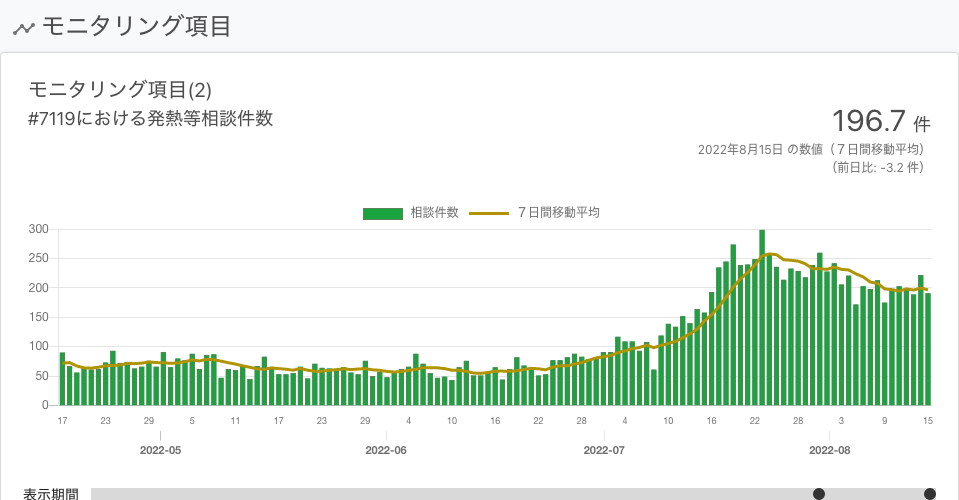 モニタリング項目
モニタリング項目(2)
#7119における発熱等相談件数
196.7 件
2022年8月15日 の数値（７日間移動平均）
（前日比: -3.2 件）
相談件数 ７日間移動平均
300
250
200
150
100
50
0
17 23 29 5 11 17 23 29 4 10 16 22 28 4 10 16 22 28 3 9 15
2022-05 2022-06 2022-07 2022-08
表示期間